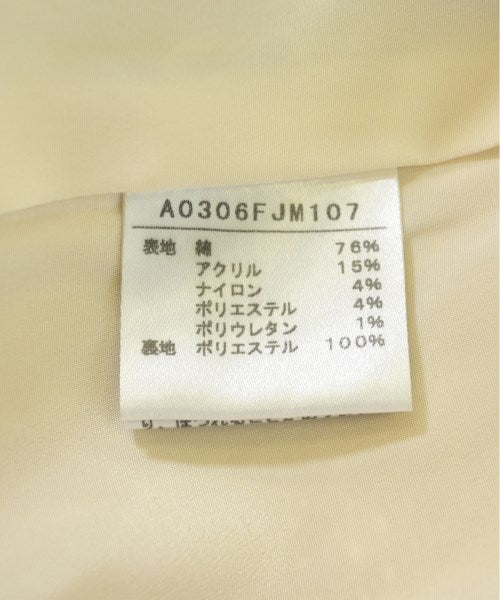 A0306FJM107
表地 綿 76%
アクリル 15%
ナイロン 4%
ポリエステル 4%
ポリウレタン 1%
裏地 ポリエステル 100%